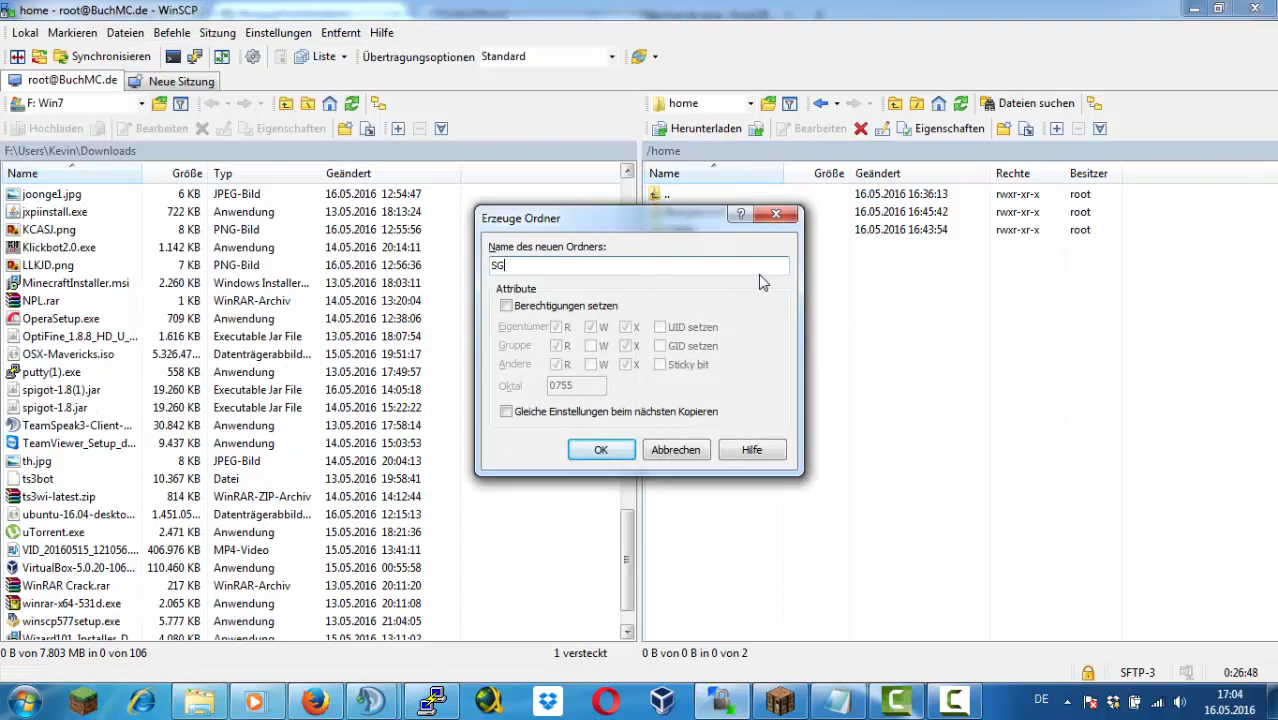 home - root@BuchMC.de - WinSCP
Lokal Markieren Dateien Befehle Sitzung Einstellungen Entfernt Hilfe
Synchronisieren Liste Übertragungsoptionen Standard
root@BuchMC.de Neue Sitzung
F: Win7 home Dateien suchen
Hochladen Bearbeiten Eigenschaften Herunterladen Bearbeiten Eigenschaften
F:\Users\Kevin\Downloads /home
Name Größe Typ Geändert Name Größe Geändert Rechte Besitzer
joonge1.jpg 6 KB JPEG-Bild 16.05.2016 12:54:47 .. 16.05.2016 16:36:13 rwxr-xr-x root
jxpiinstall.exe 722 KB Anwendung 13.05.2016 18:13:24 16.05.2016 16:45:42 rwxr-xr-x root
KCASJ.png 8 KB PNG-Bild 16.05.2016 12:55:56 16.05.2016 16:43:54 rwxr-xr-x root
Klickbot2.0.exe 1.142 KB Anwendung 14.05.2016 20:14:11
LLKJD.png 7 KB PNG-Bild 16.05.2016 12:56:36
MinecraftInstaller.msi 2.628 KB Windows Installer... 13.05.2016 18:03:11
NPL.rar 1 KB WinRAR-Archiv 14.05.2016 13:20:04
OperaSetup.exe 709 KB Anwendung 14.05.2016 12:38:06
OptiFine_1.8.8_HD_U_... Executable Jar File 13.05.2016 18:07:54
OSX-Mavericks.iso 5.326.47... Datenträgerabbild... 15.05.2016 19:51:17
putty(1).exe 558 KB Anwendung 13.05.2016 17:49:57
spigot-1.8(1).jar 19.260 KB Executable Jar File 16.05.2016 14:05:18
spigot-1.8.jar 19.260 KB Executable Jar File 14.05.2016 15:22:22
TeamSpeak3-Client-... 30.842 KB Anwendung 13.05.2016 17:58:14
TeamViewer_Setup_d... 9.437 KB Anwendung 14.05.2016 15:03:53
th.jpg 8 KB JPEG-Bild 16.05.2016 20:04:13
ts3bot 10.367 KB Datei 15.05.2016 19:58:41
ts3wi-latest.zip 814 KB WinRAR-ZIP-Archiv 14.05.2016 14:12:44
ubuntu-16.04-deskto... 1.451.05... Datenträgerabbild... 16.05.2016 12:15:13
uTorrent.exe 2.471 KB Anwendung 15.05.2016 18:21:36
VID_20160515_121056... 406.976 KB MP4-Video 15.05.2016 13:41:11
VirtualBox-5.0.20-106... 110.460 KB Anwendung 15.05.2016 00:55:58
WinRAR Crack.rar 217 KB WinRAR-Archiv 13.05.2016 20:11:20
winrar-x64-531d.exe 2.065 KB Anwendung 13.05.2016 20:11:08
winscp577setup.exe 5.777 KB Anwendung 13.05.2016 21:04:05
Wizard101_Installer_D... 4.080 KB Anwendung 15.05.2016 13:11:02
Erzeuge Ordner
Name des neuen Ordners:
SG
Attribute
Berechtigungen setzen
Eigentümer R W X UID setzen
Gruppe R W X GID setzen
Andere R W X Sticky bit
Oktal 0755
Gleiche Einstellungen beim nächsten Kopieren
OK Abbrechen Hilfe
0 B von 7.803 MB in 0 von 106 1 versteckt 0 B von 0 B in 0 von 2
SFTP-3 0:26:48
DE 17:04
16.05.2016